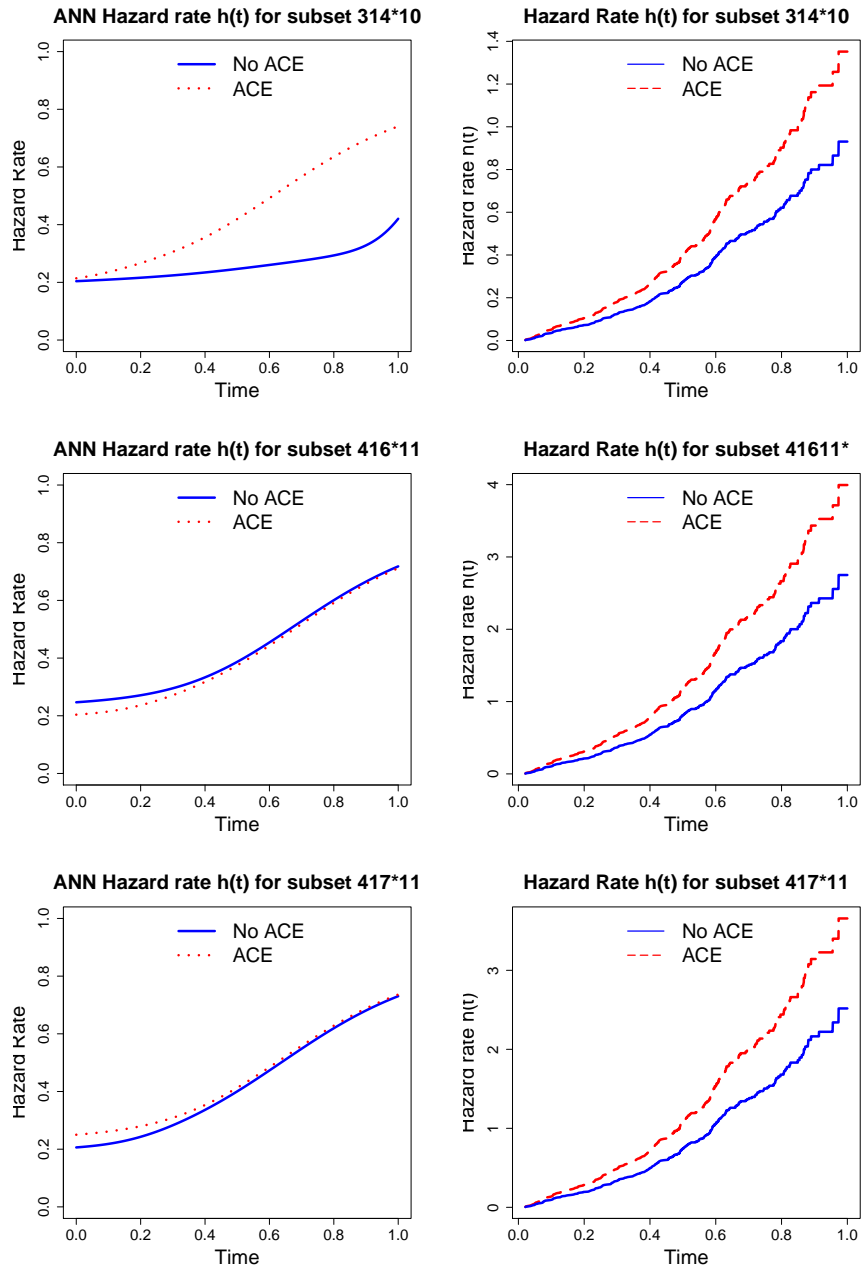 ANN Hazard rate h(t) for subset 314*10
No ACE
ACE
Hazard Rate
0.0 0.2 0.4 0.6 0.8 1.0
0.0 0.2 0.4 0.6 0.8 1.0
Time
Hazard Rate h(t) for subset 314*10
No ACE
ACE
Hazard rate h(t)
0.0 0.2 0.4 0.6 0.8 1.0 1.2 1.4
0.0 0.2 0.4 0.6 0.8 1.0
Time
ANN Hazard rate h(t) for subset 416*11
No ACE
ACE
Hazard Rate
0.0 0.2 0.4 0.6 0.8 1.0
0.0 0.2 0.4 0.6 0.8 1.0
Time
Hazard Rate h(t) for subset 41611*
No ACE
ACE
Hazard rate h(t)
0 1 2 3 4
0.0 0.2 0.4 0.6 0.8 1.0
Time
ANN Hazard rate h(t) for subset 417*11
No ACE
ACE
Hazard Rate
0.0 0.2 0.4 0.6 0.8 1.0
0.0 0.2 0.4 0.6 0.8 1.0
Time
Hazard Rate h(t) for subset 417*11
No ACE
ACE
Hazard rate h(t)
0 1 2 3
0.0 0.2 0.4 0.6 0.8 1.0
Time